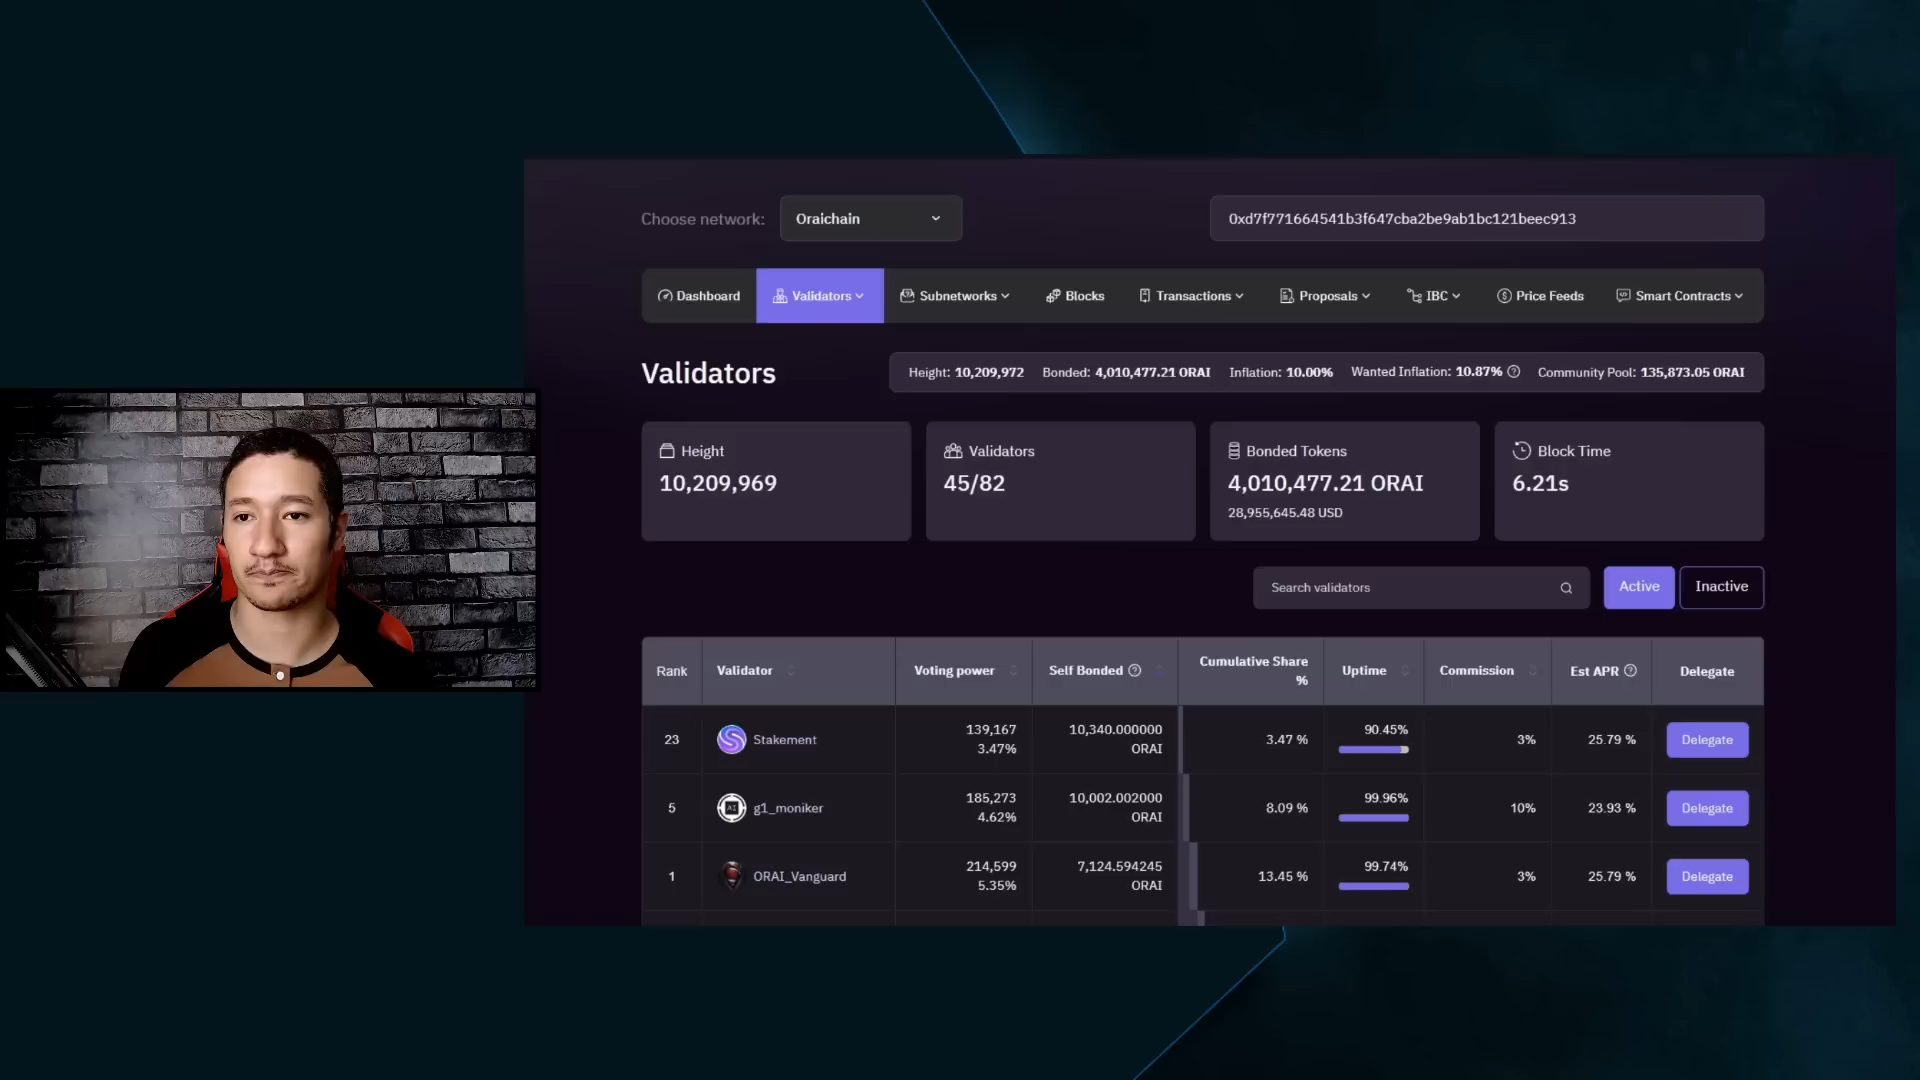 Choose network:
Oraichain
0xd7f771664541b3f647cba2be9ab1bc121beec913
Dashboard
Validators
Subnetworks
Blocks
Transactions
Proposals
IBC
Price Feeds
Smart Contracts
Validators
Height: 10,209,972 Bonded: 4,010,477.21 ORAI Inflation: 10.00% Wanted Inflation: 10.87% Community Pool: 135,873.05 ORAI
Height
10,209,969
Validators
45/82
Bonded Tokens
4,010,477.21 ORAI
28,955,645.48 USD
Block Time
6.21s
Search validators
Active
Inactive
Rank Validator Voting power Self Bonded Cumulative Share % Uptime Commission Est APR Delegate
23 Stakement 139,167 3.47% 10,340.000000 ORAI 3.47 % 90.45% 3% 25.79 % Delegate
5 g1_moniker 185,273 4.62% 10,002.002000 ORAI 8.09 % 99.96% 10% 23.93 % Delegate
1 ORAI_Vanguard 214,599 5.35% 7,124.594245 ORAI 13.45 % 99.74% 3% 25.79 % Delegate